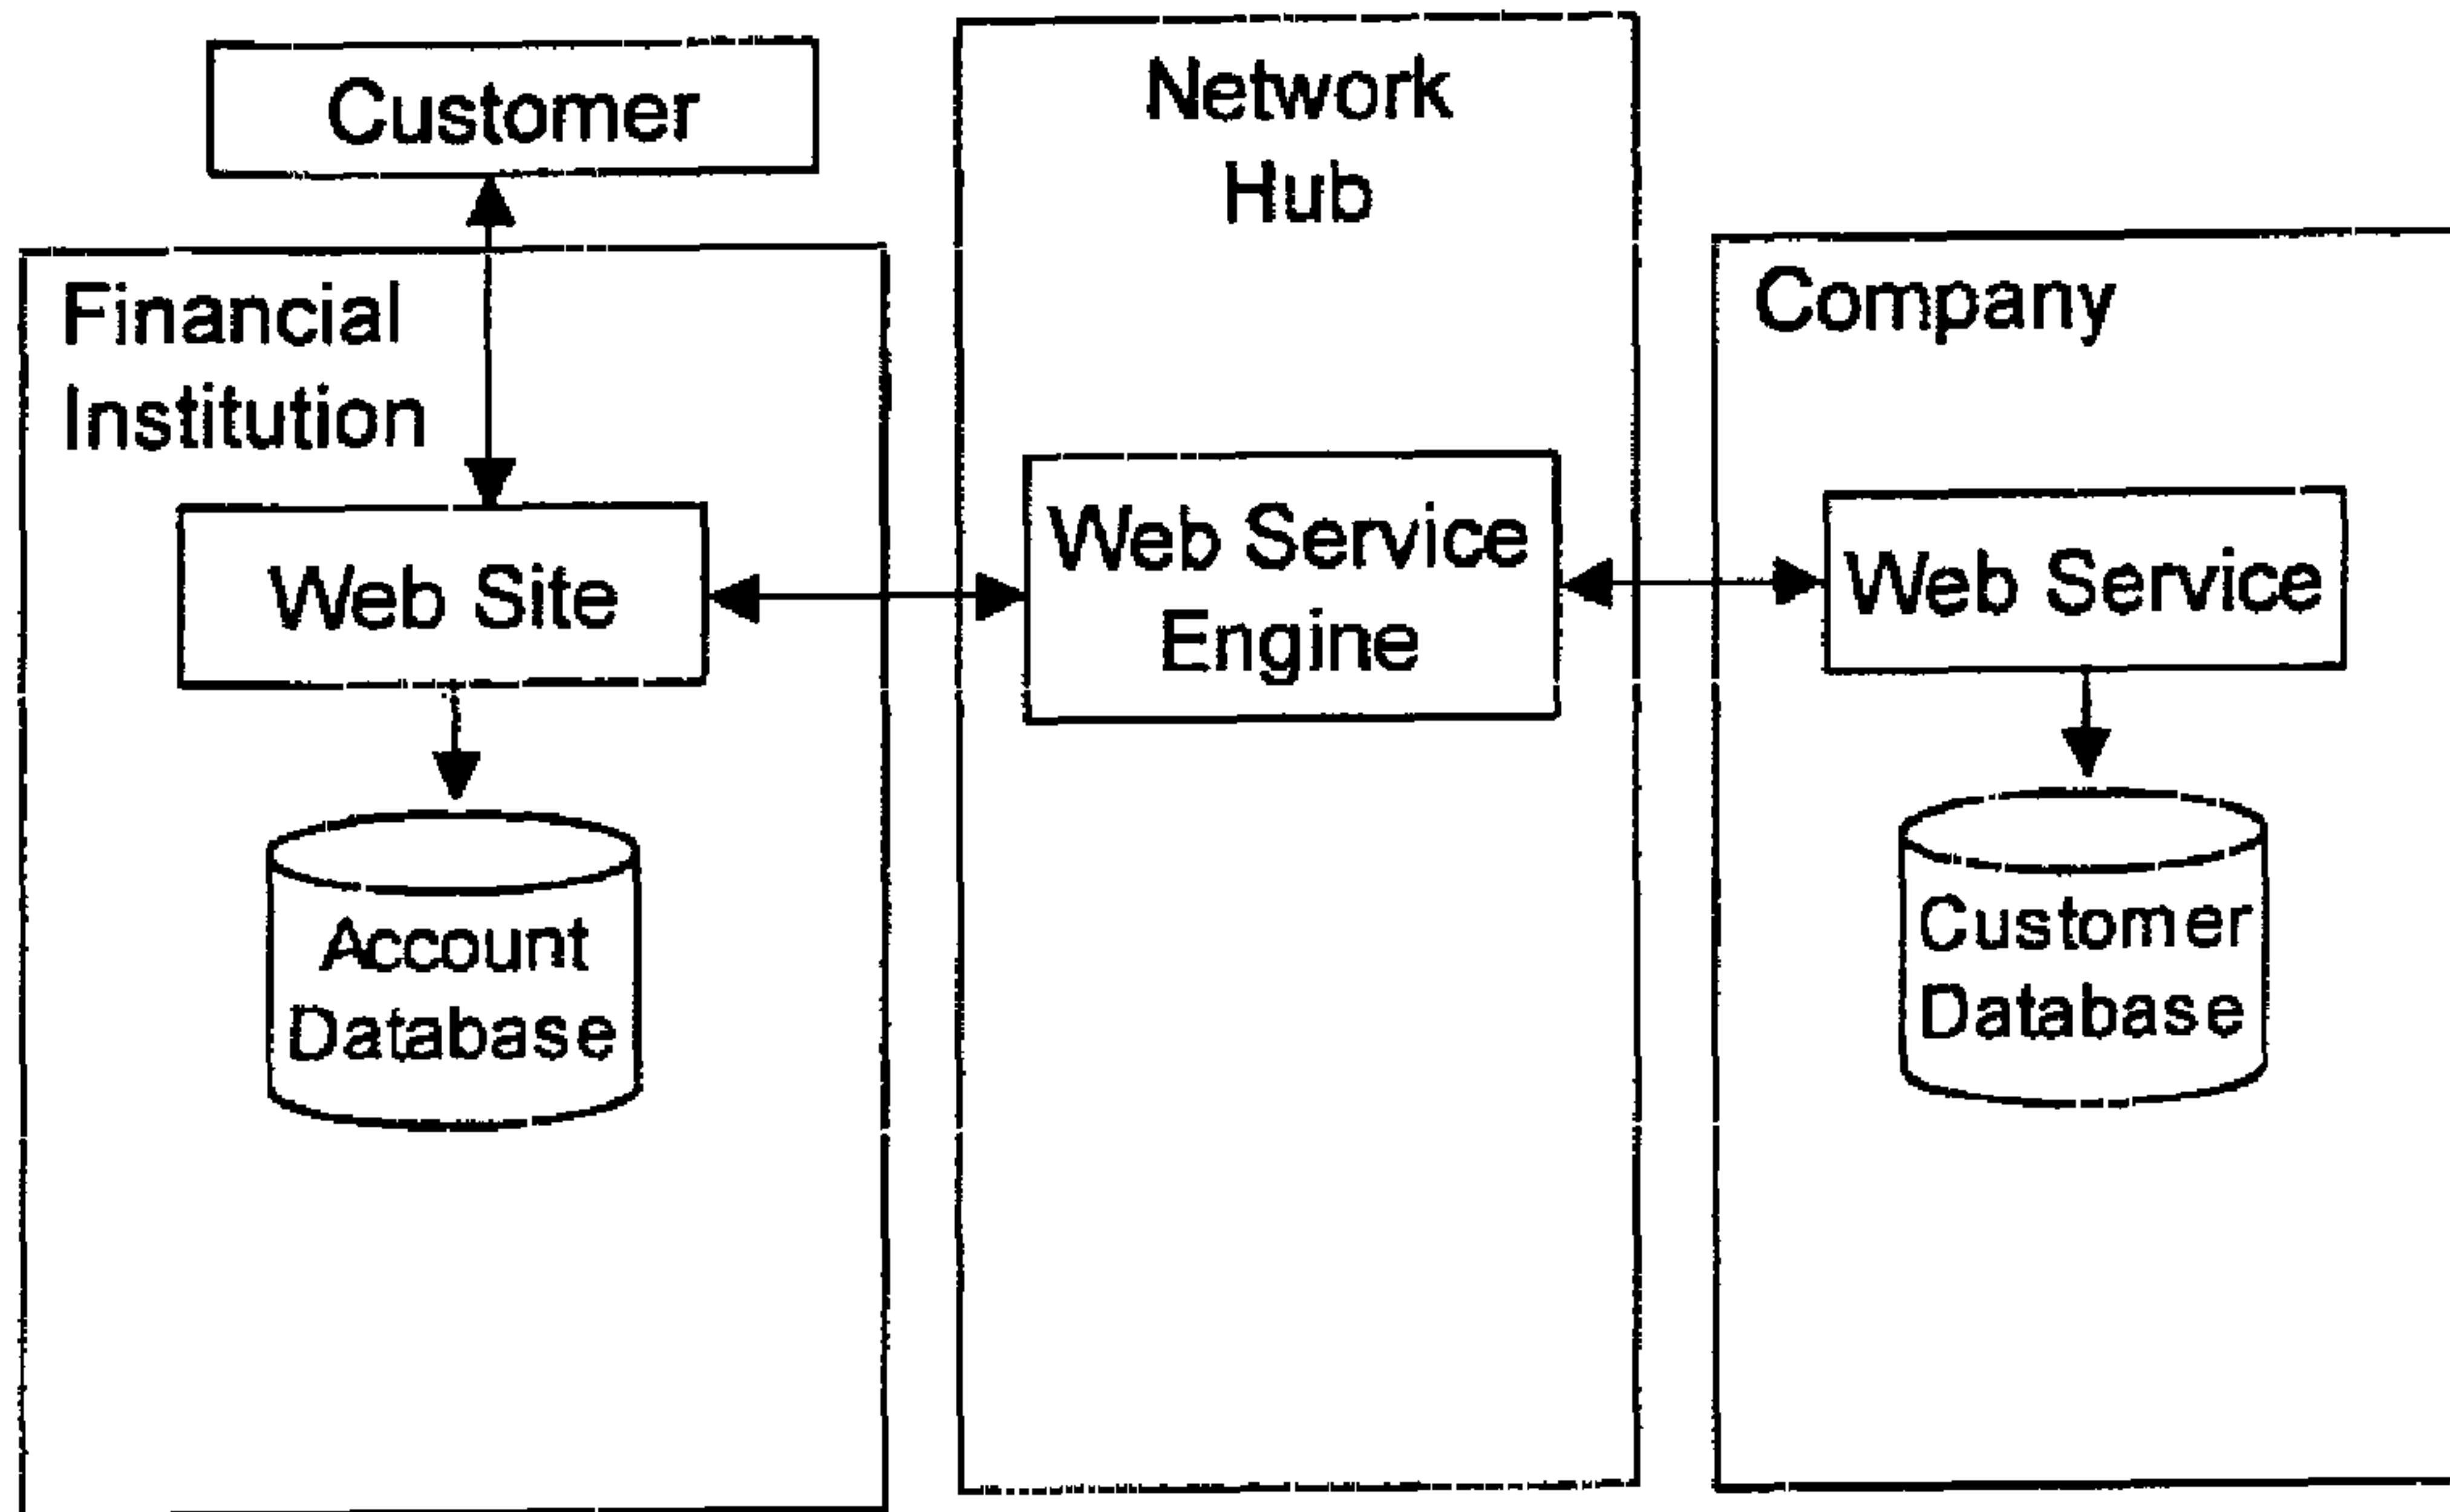 Customer
Network
Hub
Financial
Institution
Company
Web Site
Web Service
Engine
Web Service
Account
Database
Customer
Database